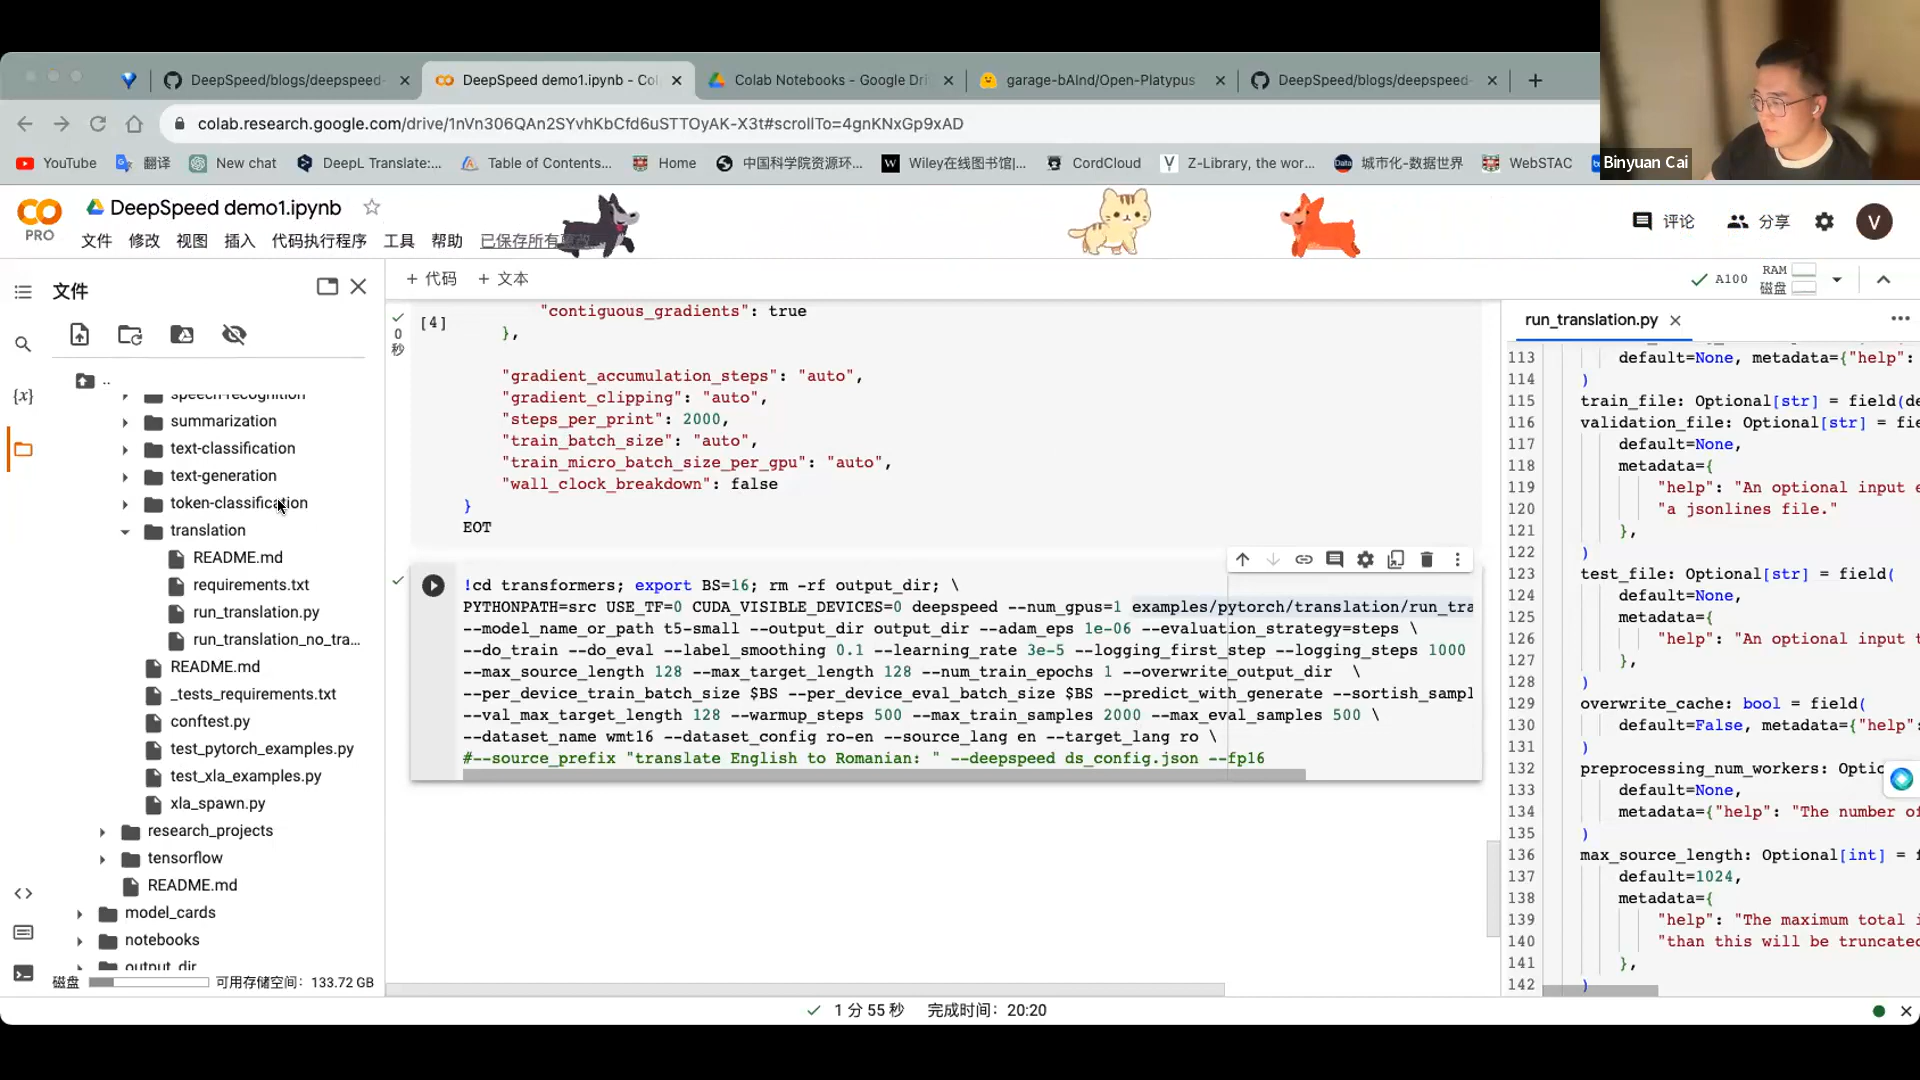 DeepSpeed/blogs/deepspeed-
DeepSpeed demo1.ipynb - Col
Colab Notebooks - Google Dri
garage-bAInd/Open-Platypus
DeepSpeed/blogs/deepspeed-
colab.research.google.com/drive/1nVn306QAn2SYvhKbCfd6uSTTOyAK-X3t#scrollTo=4gnKNxGp9xAD
YouTube
翻译
New chat
DeepL Translate:...
Table of Contents...
Home
中国科学院资源环...
Wiley在线图书馆|...
CordCloud
Z-Library, the wor...
城市化-数据世界
WebSTAC
Binyuan Cai
PRO
DeepSpeed demo1.ipynb
文件 修改 视图 插入 代码执行程序 工具 帮助 已保存所有更改
评论
分享
V
文件
+ 代码 + 文本
A100
RAM
磁盘
..
speech-recognition
summarization
text-classification
text-generation
token-classification
translation
README.md
requirements.txt
run_translation.py
run_translation_no_tra...
README.md
_tests_requirements.txt
conftest.py
test_pytorch_examples.py
test_xla_examples.py
xla_spawn.py
research_projects
tensorflow
README.md
model_cards
notebooks
output_dir
磁盘 可用存储空间：133.72 GB
0
秒
[4]
"contiguous_gradients": true
},
"gradient_accumulation_steps": "auto",
"gradient_clipping": "auto",
"steps_per_print": 2000,
"train_batch_size": "auto",
"train_micro_batch_size_per_gpu": "auto",
"wall_clock_breakdown": false
}
EOT
!cd transformers; export BS=16; rm -rf output_dir; \
PYTHONPATH=src USE_TF=0 CUDA_VISIBLE_DEVICES=0 deepspeed --num_gpus=1 examples/pytorch/translation/run_tra
--model_name_or_path t5-small --output_dir output_dir --adam_eps 1e-06 --evaluation_strategy=steps \
--do_train --do_eval --label_smoothing 0.1 --learning_rate 3e-5 --logging_first_step --logging_steps 1000
--max_source_length 128 --max_target_length 128 --num_train_epochs 1 --overwrite_output_dir \
--per_device_train_batch_size $BS --per_device_eval_batch_size $BS --predict_with_generate --sortish_sampl
--val_max_target_length 128 --warmup_steps 500 --max_train_samples 2000 --max_eval_samples 500 \
--dataset_name wmt16 --dataset_config ro-en --source_lang en --target_lang ro \
#--source_prefix "translate English to Romanian: " --deepspeed ds_config.json --fp16
run_translation.py
113 default=None, metadata={"help":
114 )
115 train_file: Optional[str] = field(de
116 validation_file: Optional[str] = fie
117 default=None,
118 metadata={
119 "help": "An optional input e
120 "a jsonlines file."
121 },
122 )
123 test_file: Optional[str] = field(
124 default=None,
125 metadata={
126 "help": "An optional input t
127 },
128 )
129 overwrite_cache: bool = field(
130 default=False, metadata={"help":
131 )
132 preprocessing_num_workers: Optic
133 default=None,
134 metadata={"help": "The number of
135 )
136 max_source_length: Optional[int] = f
137 default=1024,
138 metadata={
139 "help": "The maximum total i
140 "than this will be truncated
141 },
142 )
1 分 55 秒 完成时间：20:20